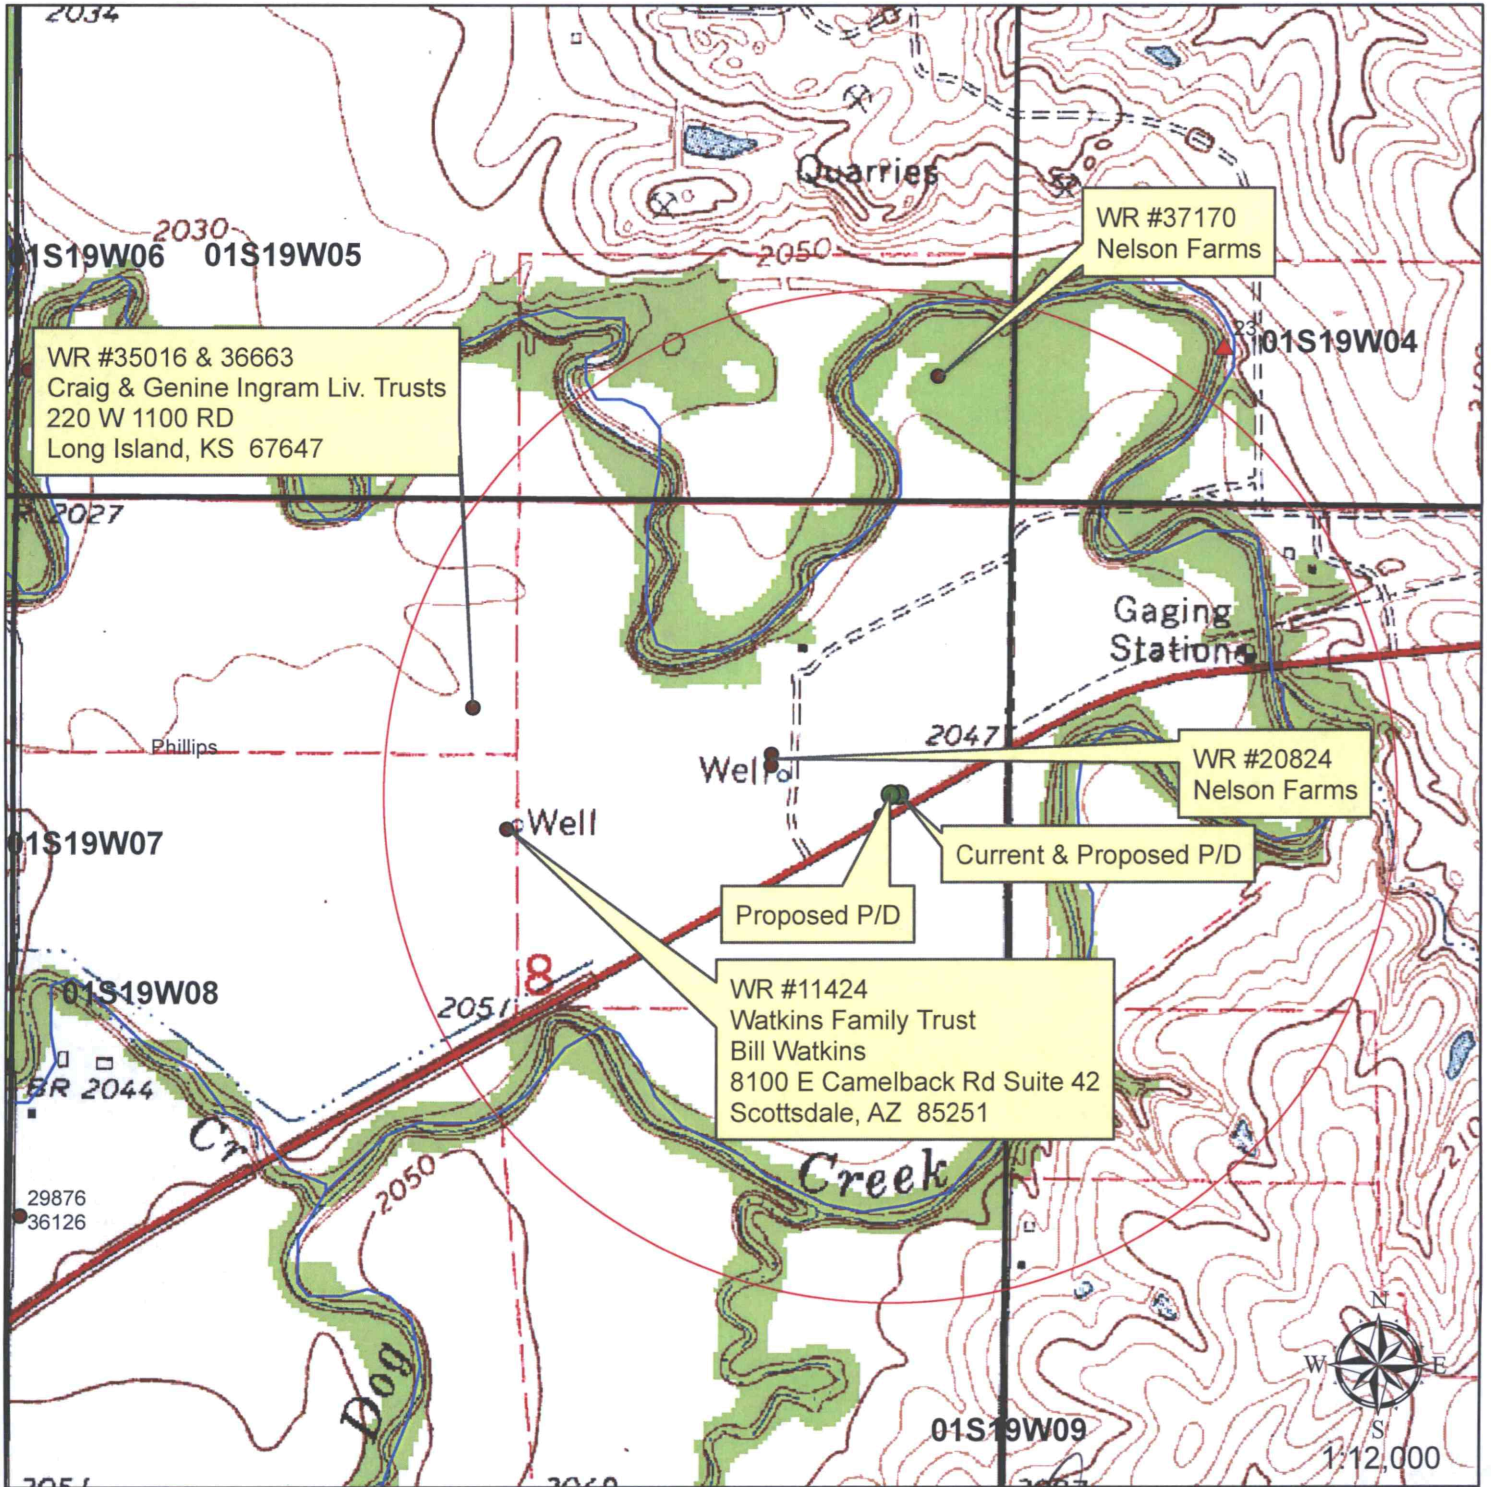 2034
Quarries
WR #37170
Nelson Farms
2030
01S19W06
01S19W05
2050
23
01S19W04
WR #35016 & 36663
Craig & Genine Ingram Liv. Trusts
220 W 1100 RD
Long Island, KS 67647
2027
Gaging
Station
Phillips
2047
Well
WR #20824
Nelson Farms
Well
01S19W07
Current & Proposed P/D
Proposed P/D
8
01S19W08
2051
WR #11424
Watkins Family Trust
Bill Watkins
8100 E Camelback Rd Suite 42
Scottsdale, AZ 85251
BR 2044
Cr
2050
Creek
29876
36126
Dog
N
W
E
S
01S19W09
1:12,000